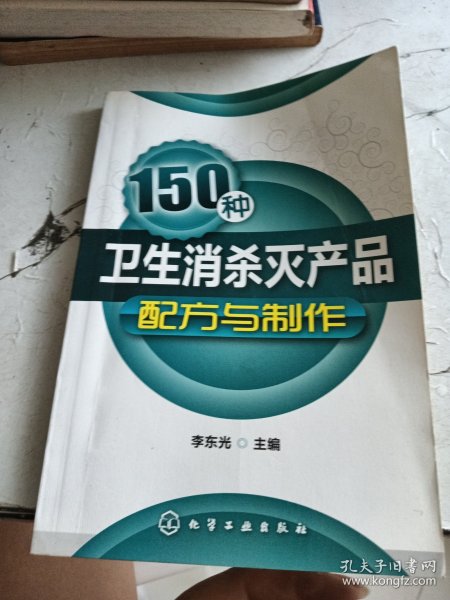 150种
卫生消杀灭产品
配方与制作
李东光 主编
化学工业出版社
孔夫子旧书网
www.kongfz.com